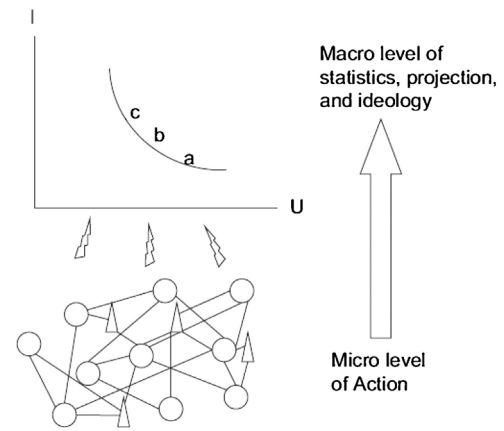 I
Macro level of
statistics, projection,
and ideology
c
b
a
U
Micro level
of Action